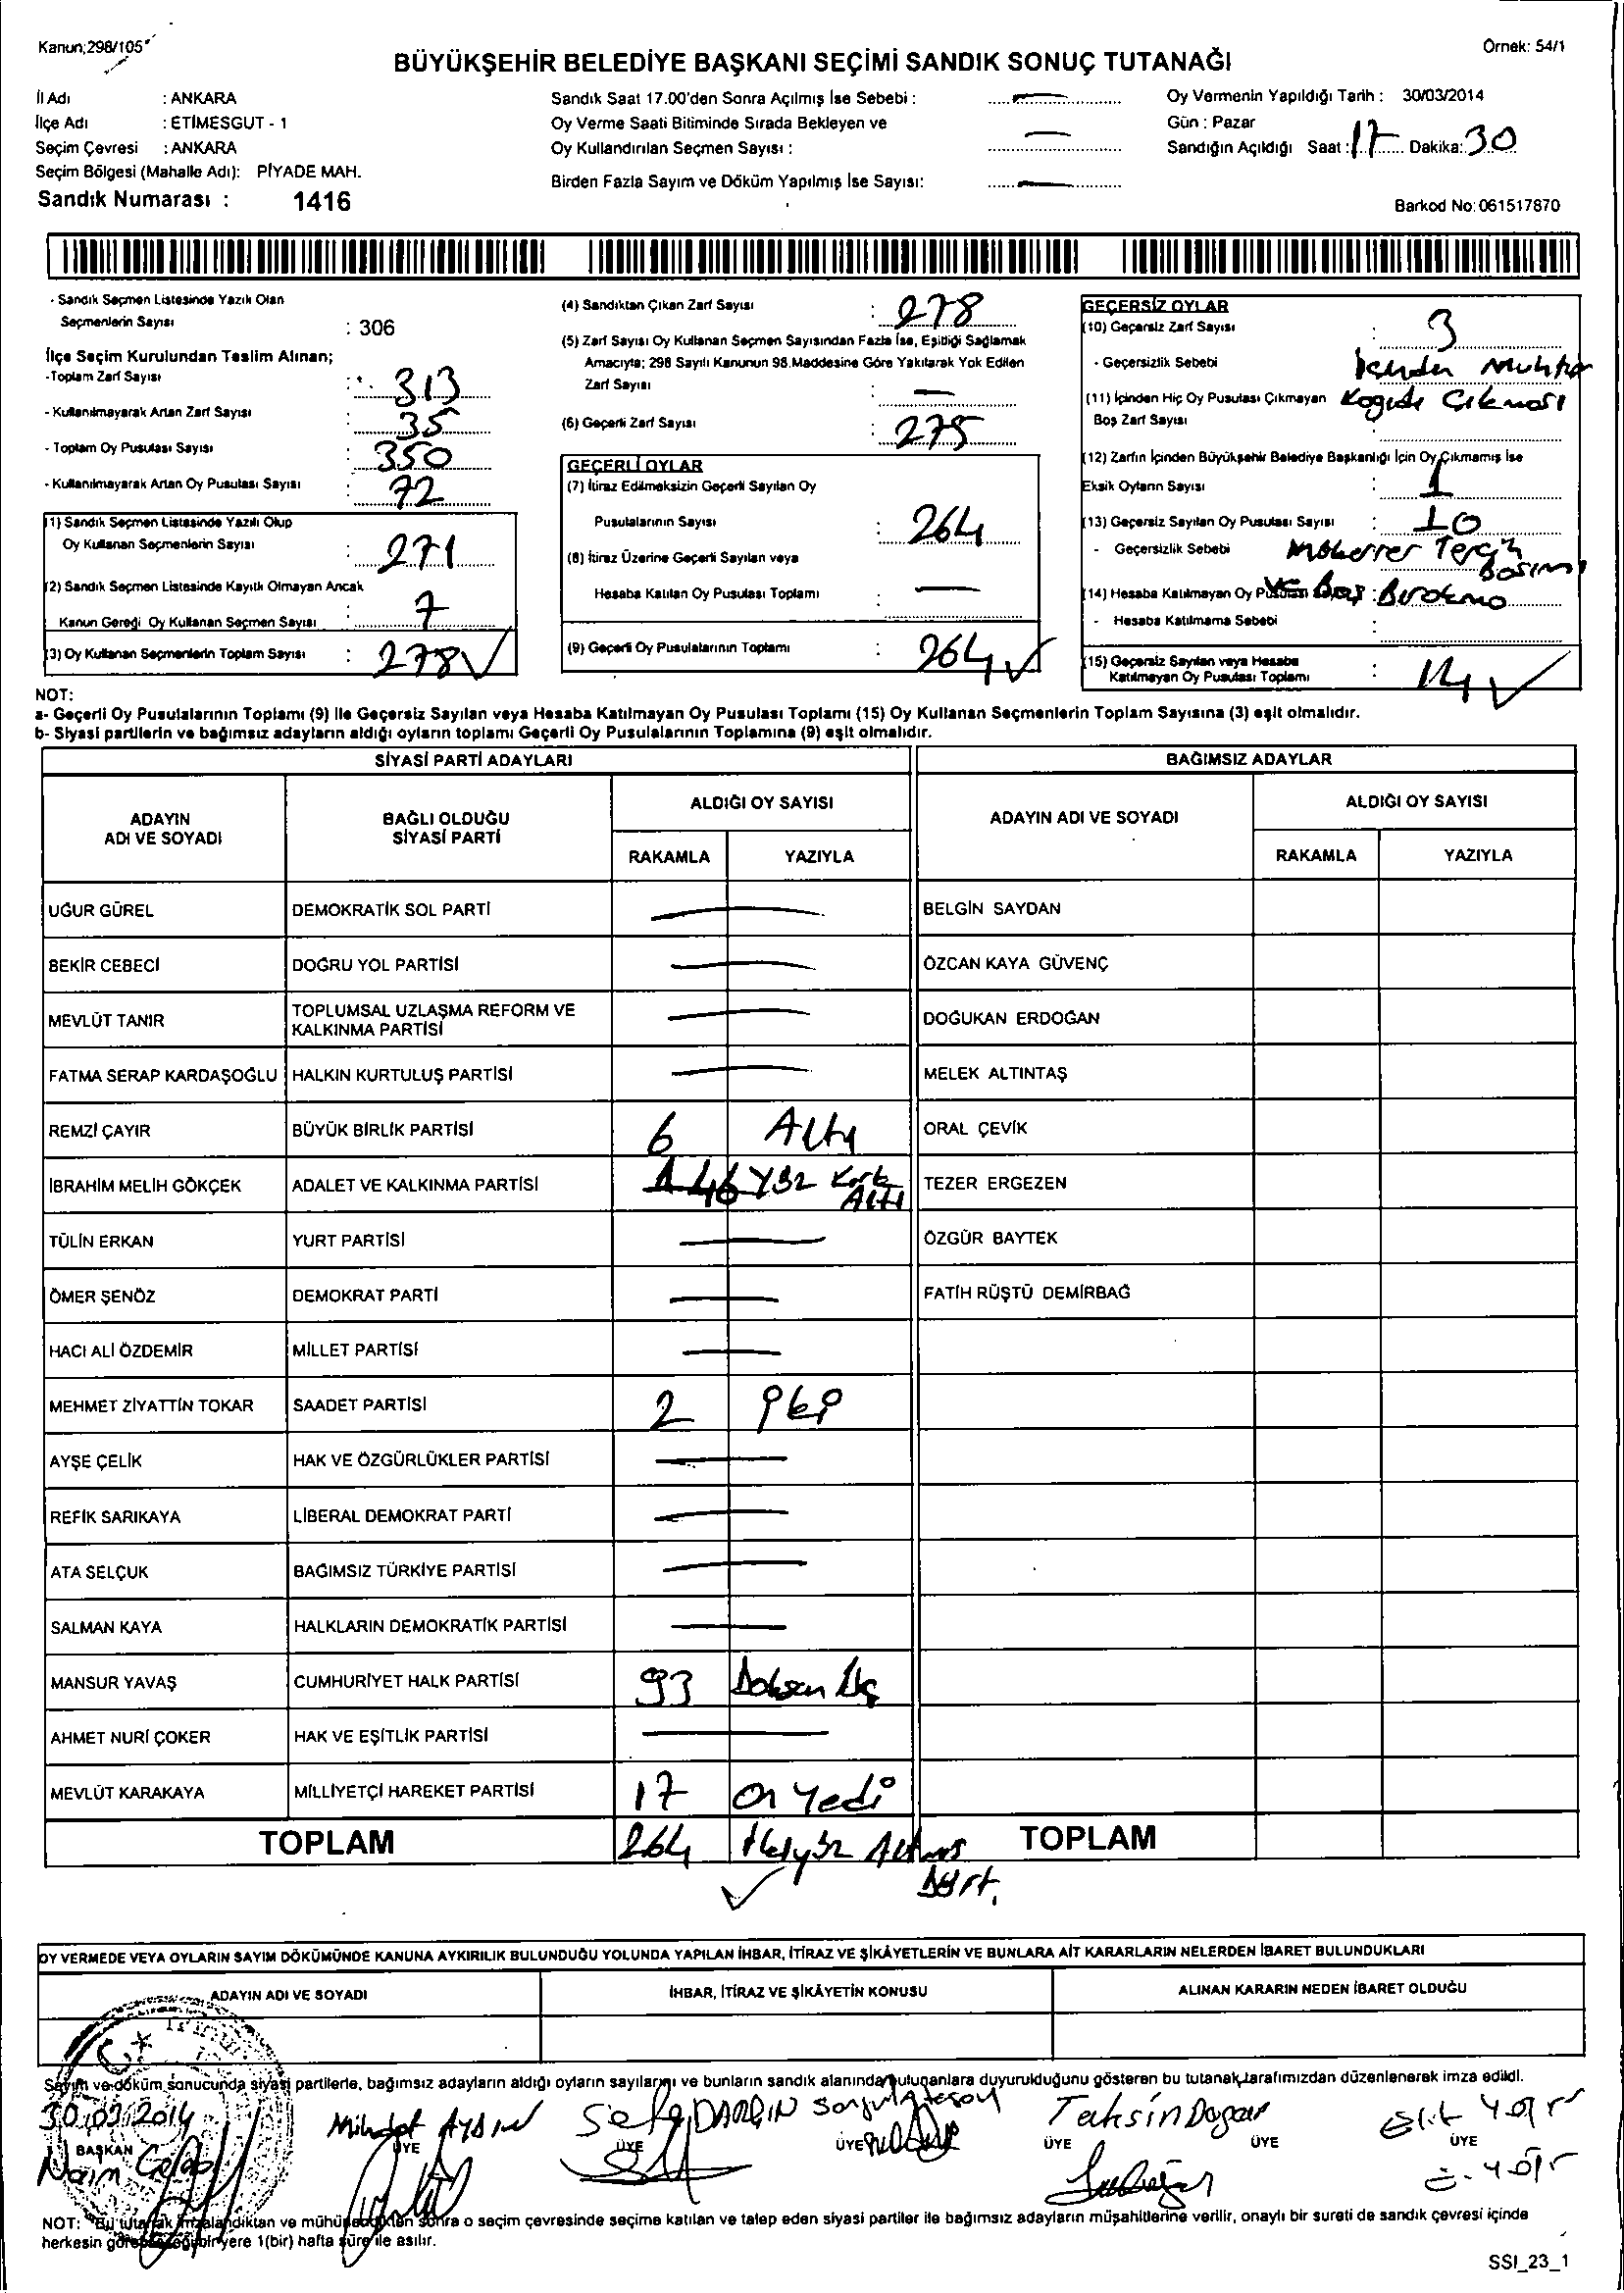 Kanun;298/105
Örnek: 54/1
BÜYÜKŞEHİR BELEDİYE BAŞKANI SEÇİMİ SANDIK SONUÇ TUTANAĞI
İl Adı : ANKARA
İlçe Adı : ETİMESGUT - 1
Seçim Çevresi : ANKARA
Seçim Bölgesi (Mahalle Adı): PİYADE MAH.
Sandık Numarası : 1416
Sandık Saat 17.00'den Sonra Açılmış İse Sebebi :
Oy Verme Saati Bitiminde Sırada Bekleyen ve
Oy Kullandırılan Seçmen Sayısı :
Birden Fazla Sayım ve Döküm Yapılmış İse Sayısı:
Oy Vermenin Yapıldığı Tarih : 30/03/2014
Gün : Pazar
Sandığın Açıldığı Saat : 17 Dakika: 30
Barkod No: 061517870
- Sandık Seçmen Listesinde Yazılı Olan
Seçmenlerin Sayısı : 306
İlçe Seçim Kurulundan Teslim Alınan;
-Toplam Zarf Sayısı : 313
- Kullanılmayarak Artan Zarf Sayısı : 35
- Toplam Oy Pusulası Sayısı : 350
- Kullanılmayarak Artan Oy Pusulası Sayısı : 72
(1) Sandık Seçmen Listesinde Yazılı Olup
Oy Kullanan Seçmenlerin Sayısı : 271
(2) Sandık Seçmen Listesinde Kayıtlı Olmayan Ancak
Kanun Gereği Oy Kullanan Seçmen Sayısı : 7
(3) Oy Kullanan Seçmenlerin Toplam Sayısı : 278
(4) Sandıktan Çıkan Zarf Sayısı : 278
(5) Zarf Sayısı Oy Kullanan Seçmen Sayısından Fazla İse, Eşitliği Sağlamak
Amacıyla; 298 Sayılı Kanunun 98.Maddesine Göre Yakılarak Yok Edilen
Zarf Sayısı : —
(6) Geçerli Zarf Sayısı : 275
GEÇERLİ OYLAR
(7) İtiraz Edilmeksizin Geçerli Sayılan Oy
Pusulalarının Sayısı : 264
(8) İtiraz Üzerine Geçerli Sayılan veya
Hesaba Katılan Oy Pusulası Toplamı : —
(9) Geçerli Oy Pusulalarının Toplamı : 264
GEÇERSİZ OYLAR
(10) Geçersiz Zarf Sayısı : 3
- Geçersizlik Sebebi İçinden Muhtar
(11) İçinden Hiç Oy Pusulası Çıkmayan Kağıdı Çıkması
Boş Zarf Sayısı :
(12) Zarfın İçinden Büyükşehir Belediye Başkanlığı İçin Oy Çıkmamış İse
Eksik Oyların Sayısı : 1
(13) Geçersiz Sayılan Oy Pusulası Sayısı : 10
- Geçersizlik Sebebi Mükerrer Tercih
Basımı
(14) Hesaba Katılmayan Oy Pusulası ve Boş Bırakma
- Hesaba Katılmama Sebebi :
(15) Geçersiz Sayılan veya Hesaba
Katılmayan Oy Pusulası Toplamı : 14
NOT:
a- Geçerli Oy Pusulalarının Toplamı (9) ile Geçersiz Sayılan veya Hesaba Katılmayan Oy Pusulası Toplamı (15) Oy Kullanan Seçmenlerin Toplam Sayısına (3) eşit olmalıdır.
b- Siyasi partilerin ve bağımsız adayların aldığı oyların toplamı Geçerli Oy Pusulalarının Toplamına (9) eşit olmalıdır.
SİYASİ PARTİ ADAYLARI
BAĞIMSIZ ADAYLAR
ADAYIN ADI VE SOYADI
BAĞLI OLDUĞU SİYASİ PARTİ
ALDIĞI OY SAYISI
RAKAMLA YAZIYLA
ADAYIN ADI VE SOYADI
ALDIĞI OY SAYISI
RAKAMLA YAZIYLA
UĞUR GÜREL DEMOKRATİK SOL PARTİ — BELGİN SAYDAN
BEKİR CEBECİ DOĞRU YOL PARTİSİ — ÖZCAN KAYA GÜVENÇ
MEVLÜT TANIR TOPLUMSAL UZLAŞMA REFORM VE KALKINMA PARTİSİ — DOĞUKAN ERDOĞAN
FATMA SERAP KARDAŞOĞLU HALKIN KURTULUŞ PARTİSİ — MELEK ALTINTAŞ
REMZİ ÇAYIR BÜYÜK BİRLİK PARTİSİ 6 Altı ORAL ÇEVİK
İBRAHİM MELİH GÖKÇEK ADALET VE KALKINMA PARTİSİ 146 Yüz Kırk Altı TEZER ERGEZEN
TÜLİN ERKAN YURT PARTİSİ — ÖZGÜR BAYTEK
ÖMER ŞENÖZ DEMOKRAT PARTİ — FATİH RÜŞTÜ DEMİRBAĞ
HACI ALİ ÖZDEMİR MİLLET PARTİSİ —
MEHMET ZİYATTİN TOKAR SAADET PARTİSİ 2 iki
AYŞE ÇELİK HAK VE ÖZGÜRLÜKLER PARTİSİ —
REFİK SARIKAYA LİBERAL DEMOKRAT PARTİ —
ATA SELÇUK BAĞIMSIZ TÜRKİYE PARTİSİ —
SALMAN KAYA HALKLARIN DEMOKRATİK PARTİSİ —
MANSUR YAVAŞ CUMHURİYET HALK PARTİSİ 93 Doksan Üç
AHMET NURİ ÇOKER HAK VE EŞİTLİK PARTİSİ —
MEVLÜT KARAKAYA MİLLİYETÇİ HAREKET PARTİSİ 17 On Yedi
TOPLAM 264 İkiyüz Altmış Dört. TOPLAM
OY VERMEDE VEYA OYLARIN SAYIM DÖKÜMÜNDE KANUNA AYKIRILIK BULUNDUĞU YOLUNDA YAPILAN İHBAR, İTİRAZ VE ŞİKÂYETLERİN VE BUNLARA AİT KARARLARIN NELERDEN İBARET BULUNDUKLARI
ADAYIN ADI VE SOYADI İHBAR, İTİRAZ VE ŞİKÂYETİN KONUSU ALINAN KARARIN NEDEN İBARET OLDUĞU
Sayım ve döküm sonucunda siyasi partilerle, bağımsız adayların aldığı oyların sayılarını ve bunların sandık alanında bulunanlara duyurulduğunu gösteren bu tutanak tarafımızdan düzenlenerek imza edildi.
30.03.2014
BAŞKAN ÜYE ÜYE ÜYE ÜYE ÜYE ÜYE
Naim Mithat AYDIN Sefa DARGIN Tahsin Doğar
NOT: Bu tutanak imzalandıktan ve mühürlendikten sonra o seçim çevresinde seçime katılan ve talep eden siyasi partiler ile bağımsız adayların müşahitlerine verilir, onaylı bir sureti de sandık çevresi içinde
herkesin görebileceği bir yere 1(bir) hafta süre ile asılır.
SSI_23_1